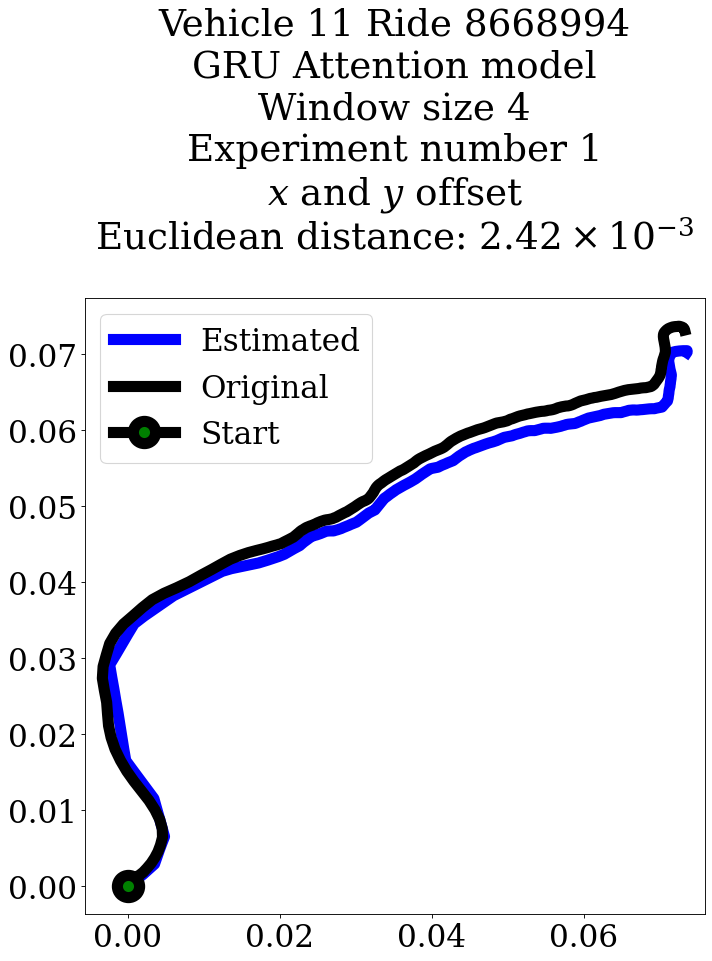 Vehicle 11 Ride 8668994
GRU Attention model
Window size 4
Experiment number 1
x and y offset
Euclidean distance: 2.42 × 10⁻³
Estimated
Original
Start
0.07
0.06
0.05
0.04
0.03
0.02
0.01
0.00
0.00 0.02 0.04 0.06